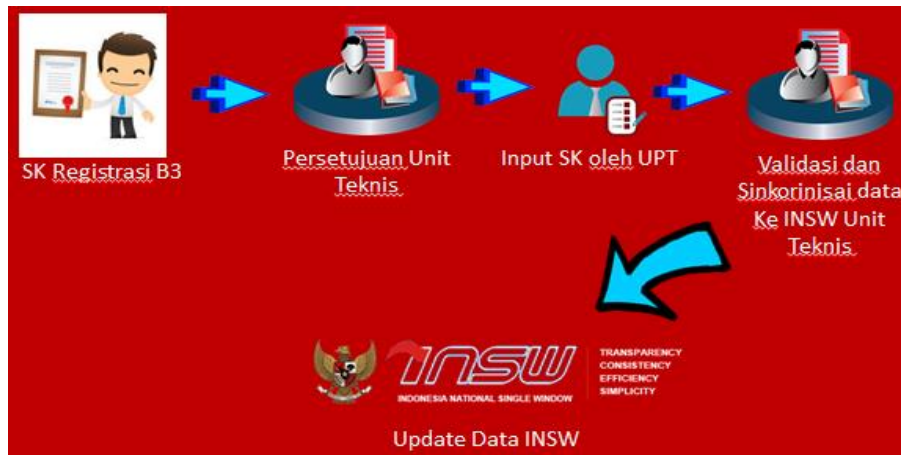 SK Registrasi B3
Persetujuan Unit
Teknis
Input SK oleh UPT
Validasi dan
Sinkorinisai data
Ke INSW Unit
Teknis
INSW
INDONESIA NATIONAL SINGLE WINDOW
TRANSPARENCY
CONSISTENCY
EFFICIENCY
SIMPLICITY
Update Data INSW